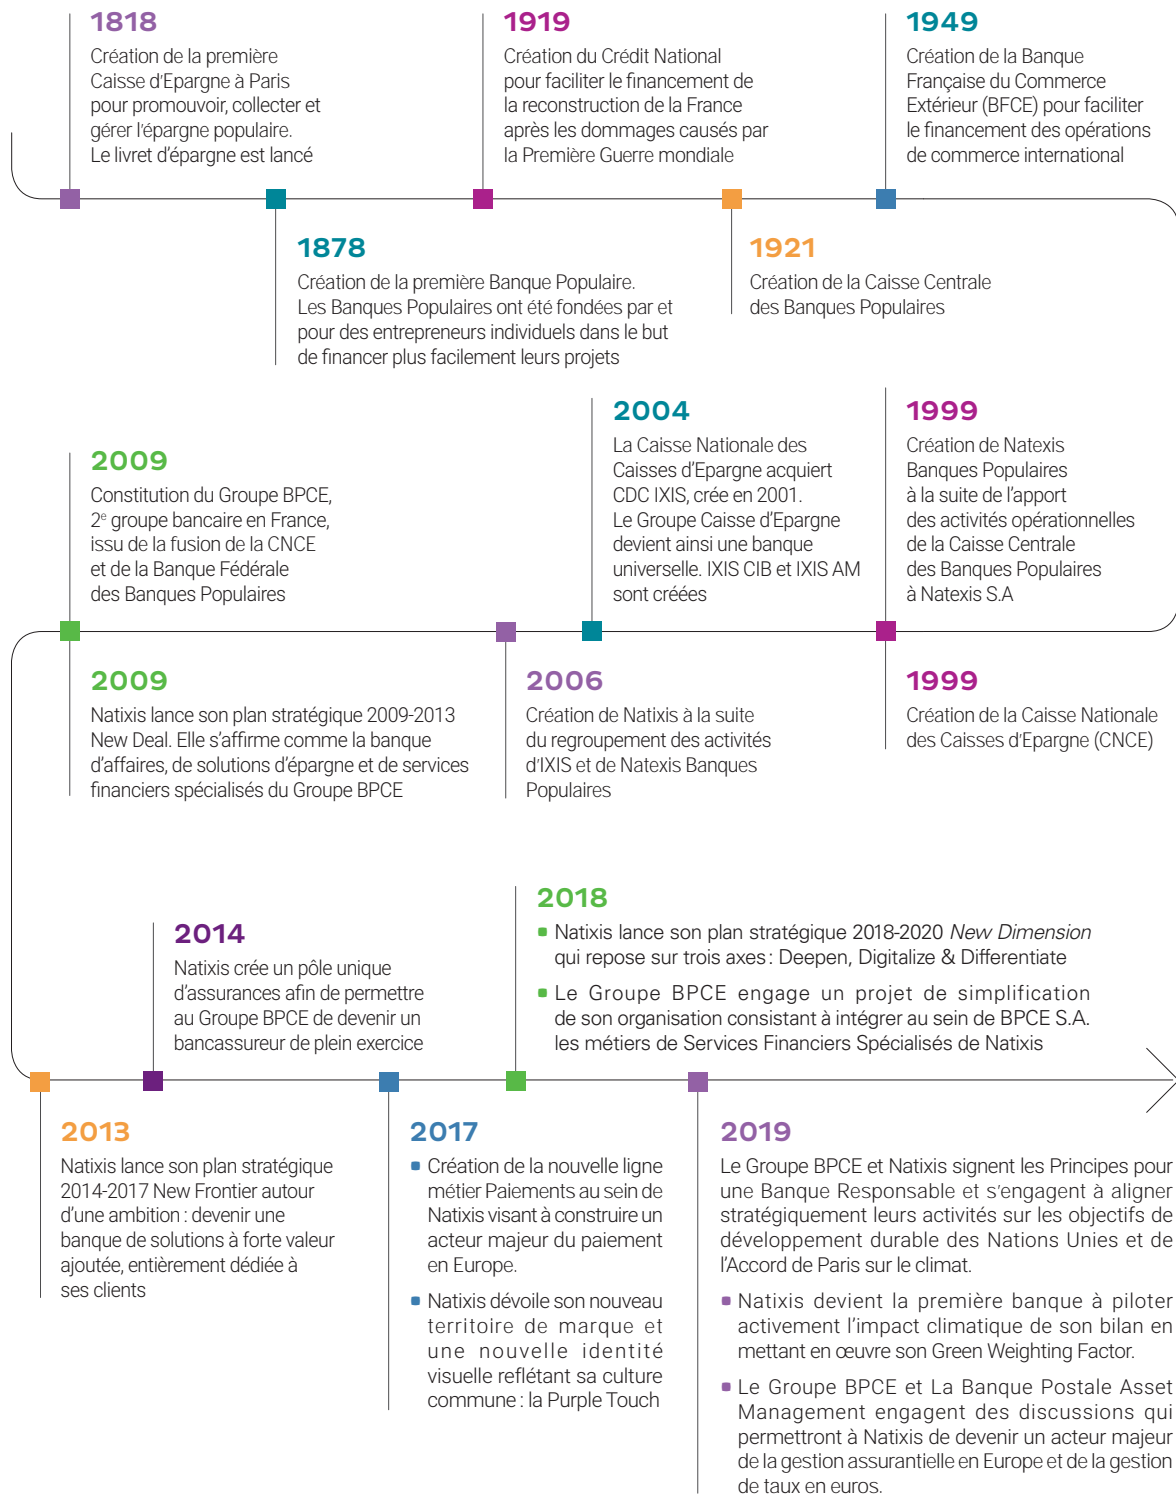 1818
Création de la première
Caisse d'Epargne à Paris
pour promouvoir, collecter et
gérer l'épargne populaire.
Le livret d'épargne est lancé
1878
Création de la première Banque Populaire.
Les Banques Populaires ont été fondées par et
pour des entrepreneurs individuels dans le but
de financer plus facilement leurs projets
1919
Création du Crédit National
pour faciliter le financement de
la reconstruction de la France
après les dommages causés par
la Première Guerre mondiale
1921
Création de la Caisse Centrale
des Banques Populaires
1949
Création de la Banque
Française du Commerce
Extérieur (BFCE) pour faciliter
le financement des opérations
de commerce international
1999
Création de Natexis
Banques Populaires
à la suite de l'apport
des activités opérationnelles
de la Caisse Centrale
des Banques Populaires
à Natexis S.A
1999
Création de la Caisse Nationale
des Caisses d'Epargne (CNCE)
2004
La Caisse Nationale des
Caisses d'Epargne acquiert
CDC IXIS, crée en 2001.
Le Groupe Caisse d'Epargne
devient ainsi une banque
universelle. IXIS CIB et IXIS AM
sont créées
2006
Création de Natixis à la suite
du regroupement des activités
d'IXIS et de Natexis Banques
Populaires
2009
Constitution du Groupe BPCE,
2e groupe bancaire en France,
issu de la fusion de la CNCE
et de la Banque Fédérale
des Banques Populaires
2009
Natixis lance son plan stratégique 2009-2013
New Deal. Elle s'affirme comme la banque
d'affaires, de solutions d'épargne et de services
financiers spécialisés du Groupe BPCE
2013
Natixis lance son plan stratégique
2014-2017 New Frontier autour
d'une ambition : devenir une
banque de solutions à forte valeur
ajoutée, entièrement dédiée à
ses clients
2014
Natixis crée un pôle unique
d'assurances afin de permettre
au Groupe BPCE de devenir un
bancassureur de plein exercice
2017
Création de la nouvelle ligne
métier Paiements au sein de
Natixis visant à construire un
acteur majeur du paiement
en Europe.
Natixis dévoile son nouveau
territoire de marque et
une nouvelle identité
visuelle reflétant sa culture
commune : la Purple Touch
2018
Natixis lance son plan stratégique 2018-2020 New Dimension
qui repose sur trois axes : Deepen, Digitalize & Differentiate
Le Groupe BPCE engage un projet de simplification
de son organisation consistant à intégrer au sein de BPCE S.A.
les métiers de Services Financiers Spécialisés de Natixis
2019
Le Groupe BPCE et Natixis signent les Principes pour
une Banque Responsable et s'engagent à aligner
stratégiquement leurs activités sur les objectifs de
développement durable des Nations Unies et de
l'Accord de Paris sur le climat.
Natixis devient la première banque à piloter
activement l'impact climatique de son bilan en
mettant en œuvre son Green Weighting Factor.
Le Groupe BPCE et La Banque Postale Asset
Management engagent des discussions qui
permettront à Natixis de devenir un acteur majeur
de la gestion assurantielle en Europe et de la gestion
de taux en euros.